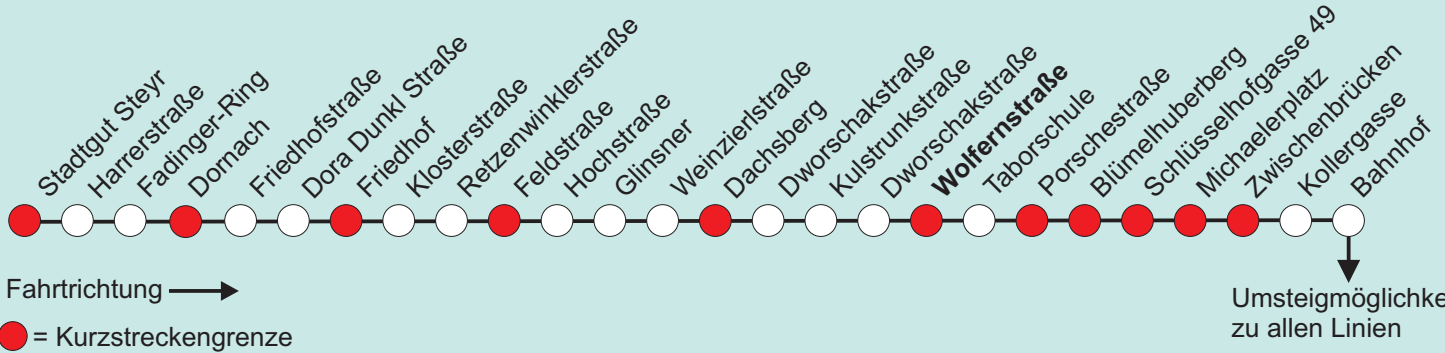 Stadtgut Steyr
Harrerstraße
Fadinger-Ring
Dornach
Friedhofstraße
Dora Dunkl Straße
Friedhof
Klosterstraße
Retzenwinklerstraße
Feldstraße
Hochstraße
Glinsner
Weinzierlstraße
Dachsberg
Dworschakstraße
Kulstrunkstraße
Dworschakstraße
Wolfernstraße
Taborschule
Porschestraße
Blümelhuberberg
Schlüsselhofgasse 49
Michaelerplatz
Zwischenbrücken
Kollergasse
Bahnhof
Fahrtrichtung
= Kurzstreckengrenze
Umsteigmöglichke
zu allen Linien